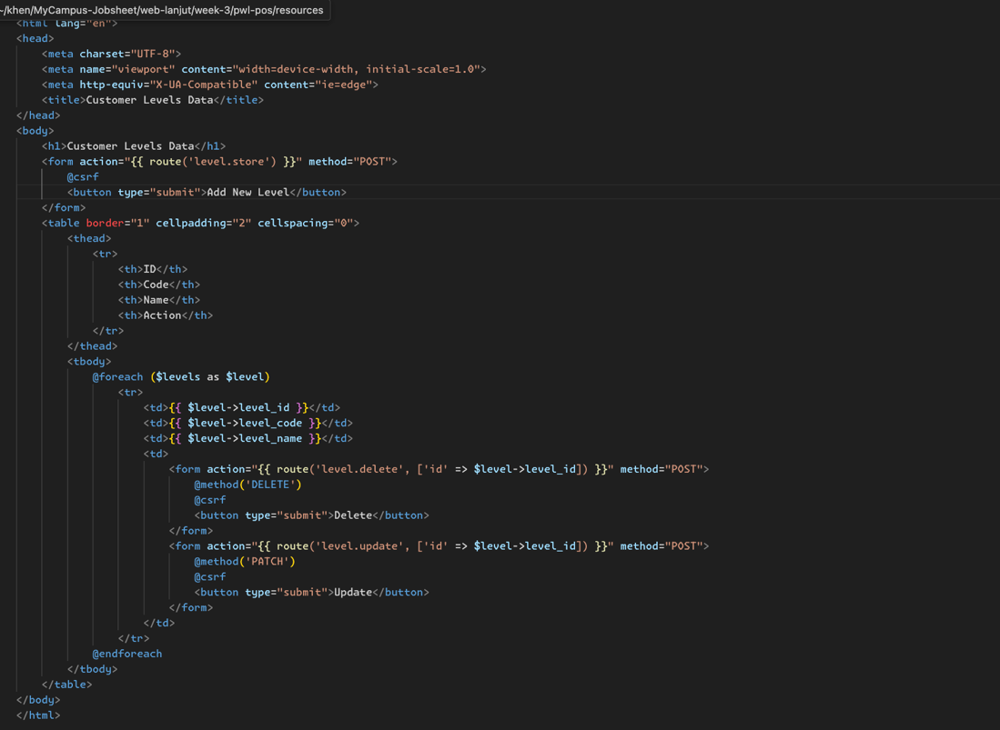 ~/khen/MyCampus-Jobsheet/web-lanjut/week-3/pwl-pos/resources
<html lang="en">
<head>
    <meta charset="UTF-8">
    <meta name="viewport" content="width=device-width, initial-scale=1.0">
    <meta http-equiv="X-UA-Compatible" content="ie=edge">
    <title>Customer Levels Data</title>
</head>
<body>
    <h1>Customer Levels Data</h1>
    <form action="{{ route('level.store') }}" method="POST">
        @csrf
        <button type="submit">Add New Level</button>
    </form>
    <table border="1" cellpadding="2" cellspacing="0">
        <thead>
            <tr>
                <th>ID</th>
                <th>Code</th>
                <th>Name</th>
                <th>Action</th>
            </tr>
        </thead>
        <tbody>
            @foreach ($levels as $level)
                <tr>
                    <td>{{ $level->level_id }}</td>
                    <td>{{ $level->level_code }}</td>
                    <td>{{ $level->level_name }}</td>
                    <td>
                        <form action="{{ route('level.delete', ['id' => $level->level_id]) }}" method="POST">
                            @method('DELETE')
                            @csrf
                            <button type="submit">Delete</button>
                        </form>
                        <form action="{{ route('level.update', ['id' => $level->level_id]) }}" method="POST">
                            @method('PATCH')
                            @csrf
                            <button type="submit">Update</button>
                        </form>
                    </td>
                </tr>
            @endforeach
        </tbody>
    </table>
</body>
</html>